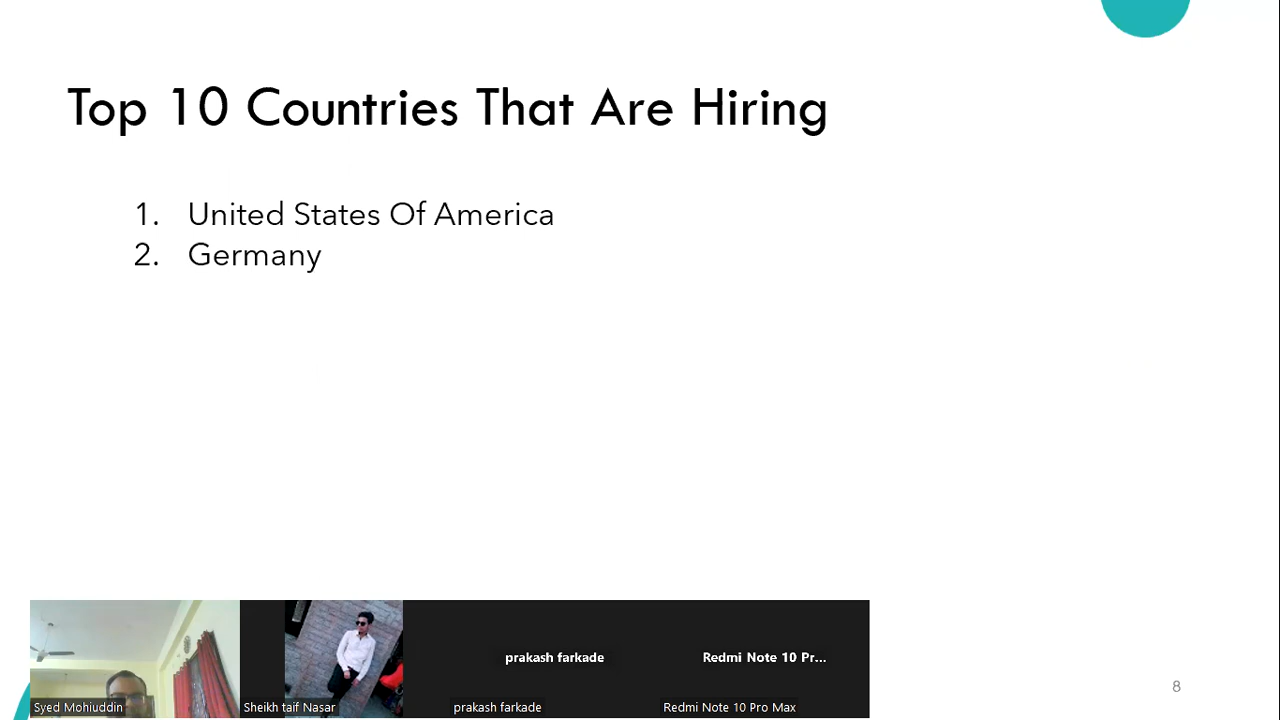 Top 10 Countries That Are Hiring
1. United States Of America
2. Germany
prakash farkade
Redmi Note 10 Pr...
Syed Mohiuddin
Sheikh taif Nasar
prakash farkade
Redmi Note 10 Pro Max
8